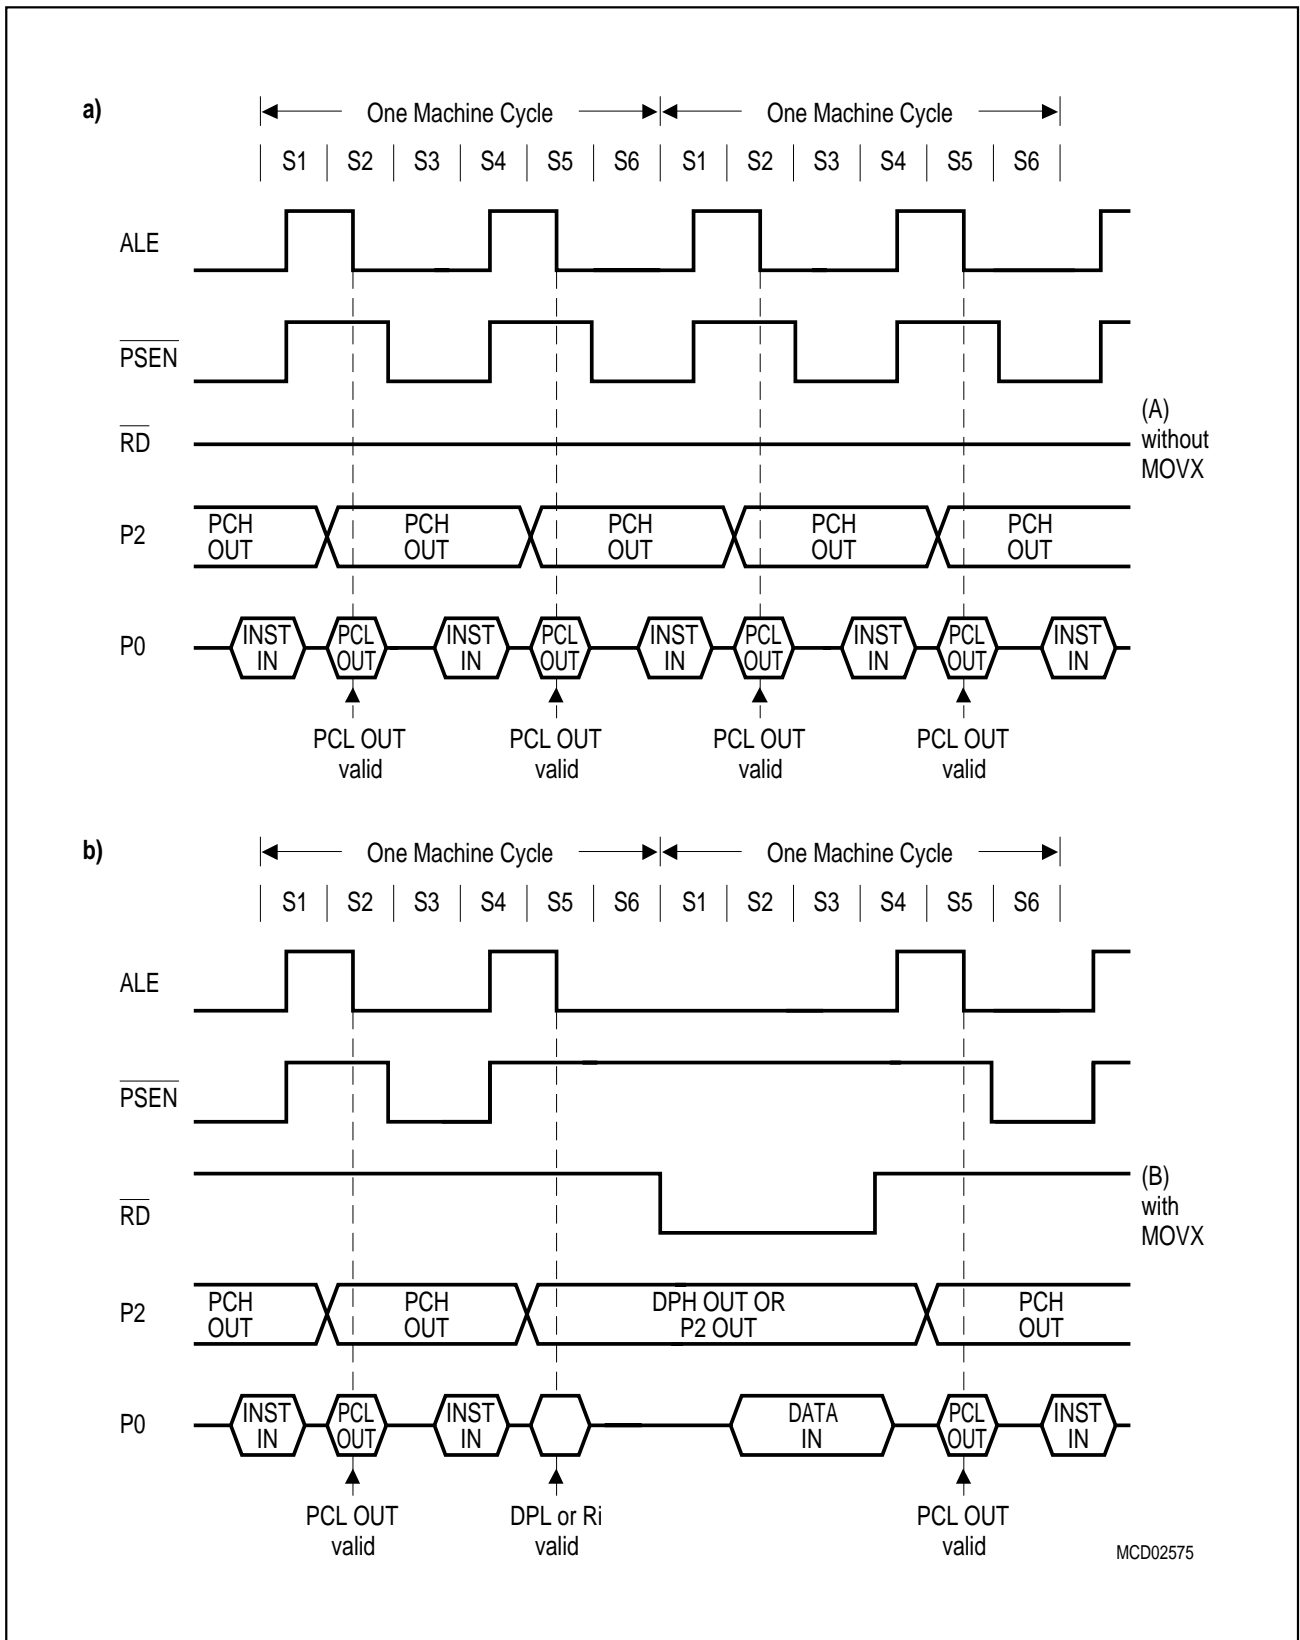 a)
One Machine Cycle One Machine Cycle
S1 S2 S3 S4 S5 S6 S1 S2 S3 S4 S5 S6
ALE
PSEN
RD
(A)
without
MOVX
P2
PCH OUT PCH OUT PCH OUT PCH OUT PCH OUT
P0
INST IN PCL OUT INST IN PCL OUT INST IN PCL OUT INST IN PCL OUT INST IN
PCL OUT valid PCL OUT valid PCL OUT valid PCL OUT valid
b)
One Machine Cycle One Machine Cycle
S1 S2 S3 S4 S5 S6 S1 S2 S3 S4 S5 S6
ALE
PSEN
RD
(B)
with
MOVX
P2
PCH OUT PCH OUT DPH OUT OR P2 OUT PCH OUT
P0
INST IN PCL OUT INST IN DATA IN PCL OUT INST IN
PCL OUT valid DPL or Ri valid PCL OUT valid
MCD02575